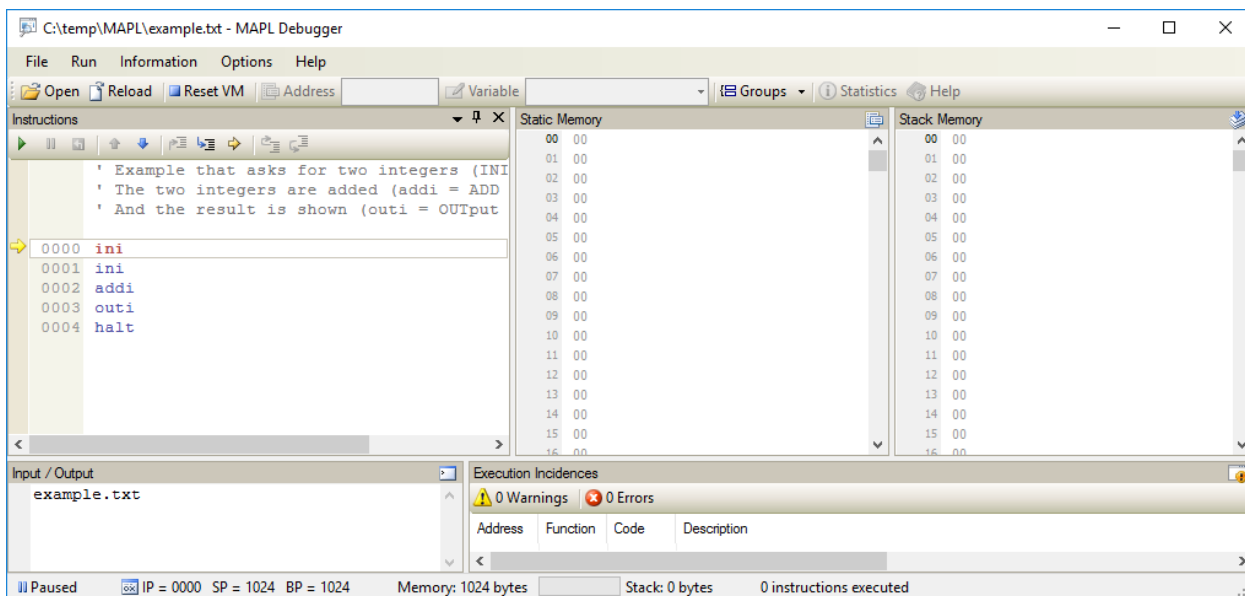 C:\temp\MAPL\example.txt - MAPL Debugger
File Run Information Options Help
Open Reload Reset VM Address Variable Groups Statistics Help
Instructions
' Example that asks for two integers (INI
' The two integers are added (addi = ADD
' And the result is shown (outi = OUTput
0000 ini
0001 ini
0002 addi
0003 outi
0004 halt
Static Memory
00 00
01 00
02 00
03 00
04 00
05 00
06 00
07 00
08 00
09 00
10 00
11 00
12 00
13 00
14 00
15 00
16 00
Stack Memory
00 00
01 00
02 00
03 00
04 00
05 00
06 00
07 00
08 00
09 00
10 00
11 00
12 00
13 00
14 00
15 00
16 00
Input / Output
example.txt
Execution Incidences
0 Warnings 0 Errors
Address Function Code Description
Paused IP = 0000 SP = 1024 BP = 1024 Memory: 1024 bytes Stack: 0 bytes 0 instructions executed